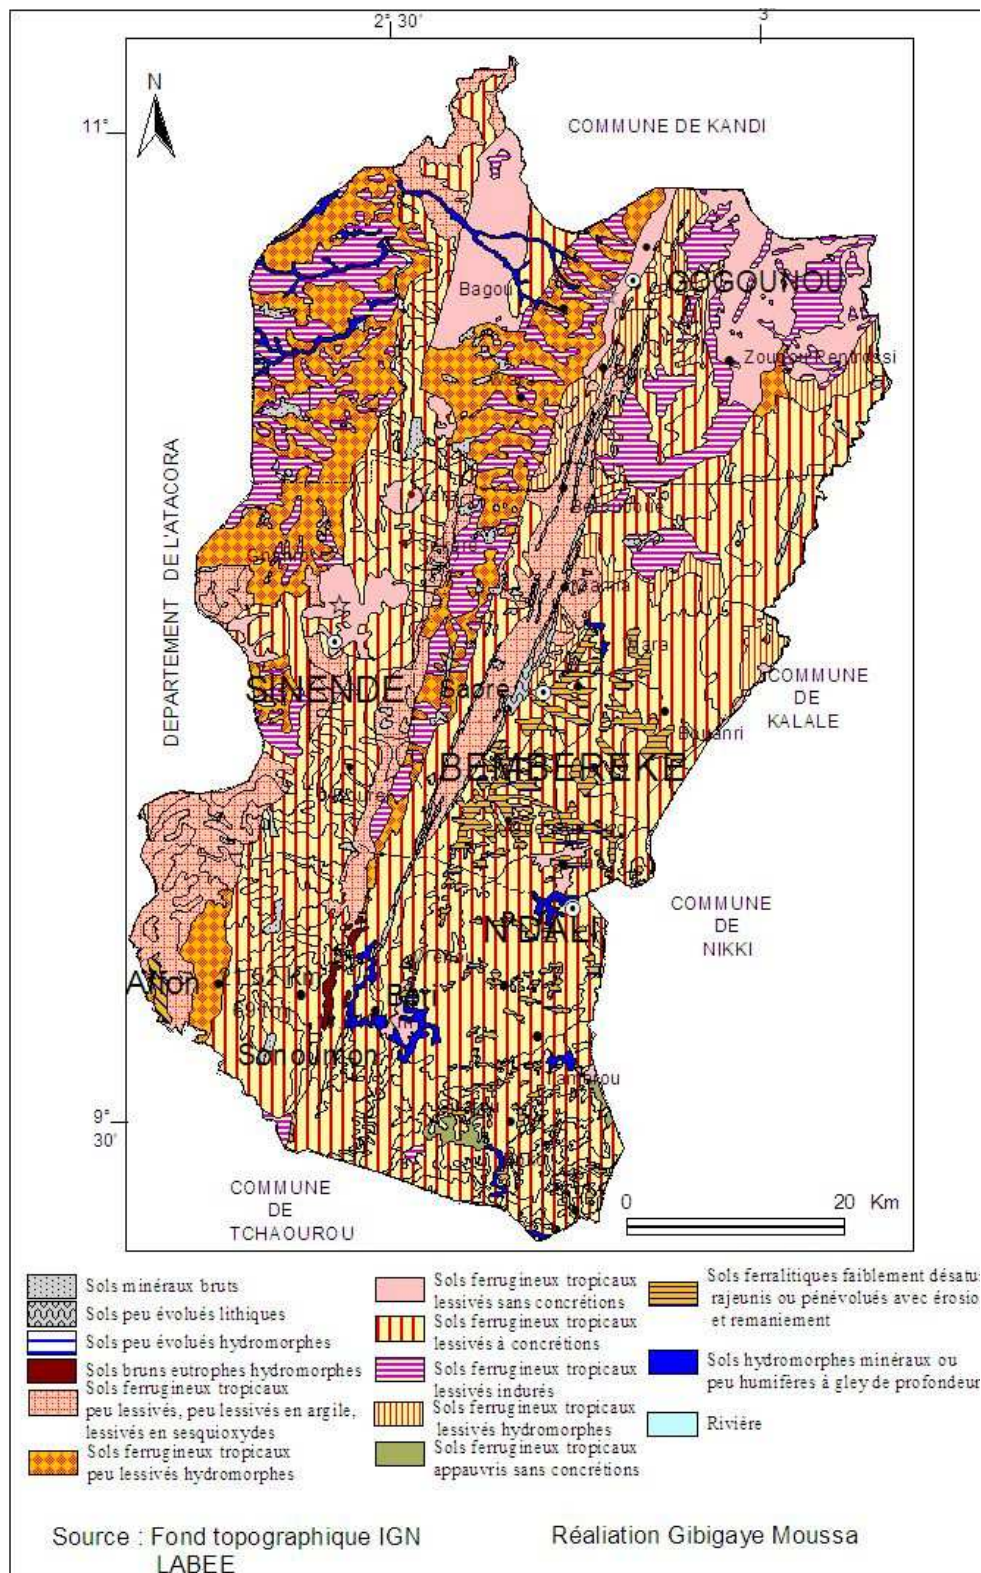 2° 30'
3°
N
11°
COMMUNE DE KANDI
GOGOUNOU
Bagou
Zougou Pentrossi
Wara
DEPARTEMENT DE L'ATACORA
SINENDE
COMMUNE
DE
KALALE
Bouanri
BEMBEREKE
COMMUNE
DE
NIKKI
N'DALI
Béri
Sonoumon
9°
30'
COMMUNE
DE
TCHAOUROU
0 20 Km
Sols minéraux bruts
Sols peu évolués lithiques
Sols peu évolués hydromorphes
Sols bruns eutrophes hydromorphes
Sols ferrugineux tropicaux
peu lessivés, peu lessivés en argile,
lessivés en sesquioxydes
Sols ferrugineux tropicaux
peu lessivés hydromorphes
Sols ferrugineux tropicaux
lessivés sans concrétions
Sols ferrugineux tropicaux
lessivés à concrétions
Sols ferrugineux tropicaux
lessivés indurés
Sols ferrugineux tropicaux
lessivés hydromorphes
Sols ferrugineux tropicaux
appauvris sans concrétions
Sols ferralitiques faiblement désatu
rajeunis ou pénévolués avec érosio
et remaniement
Sols hydromorphes minéraux ou
peu humifères à gley de profondeur
Rivière
Source : Fond topographique IGN
LABEE
Réaliation Gibigaye Moussa